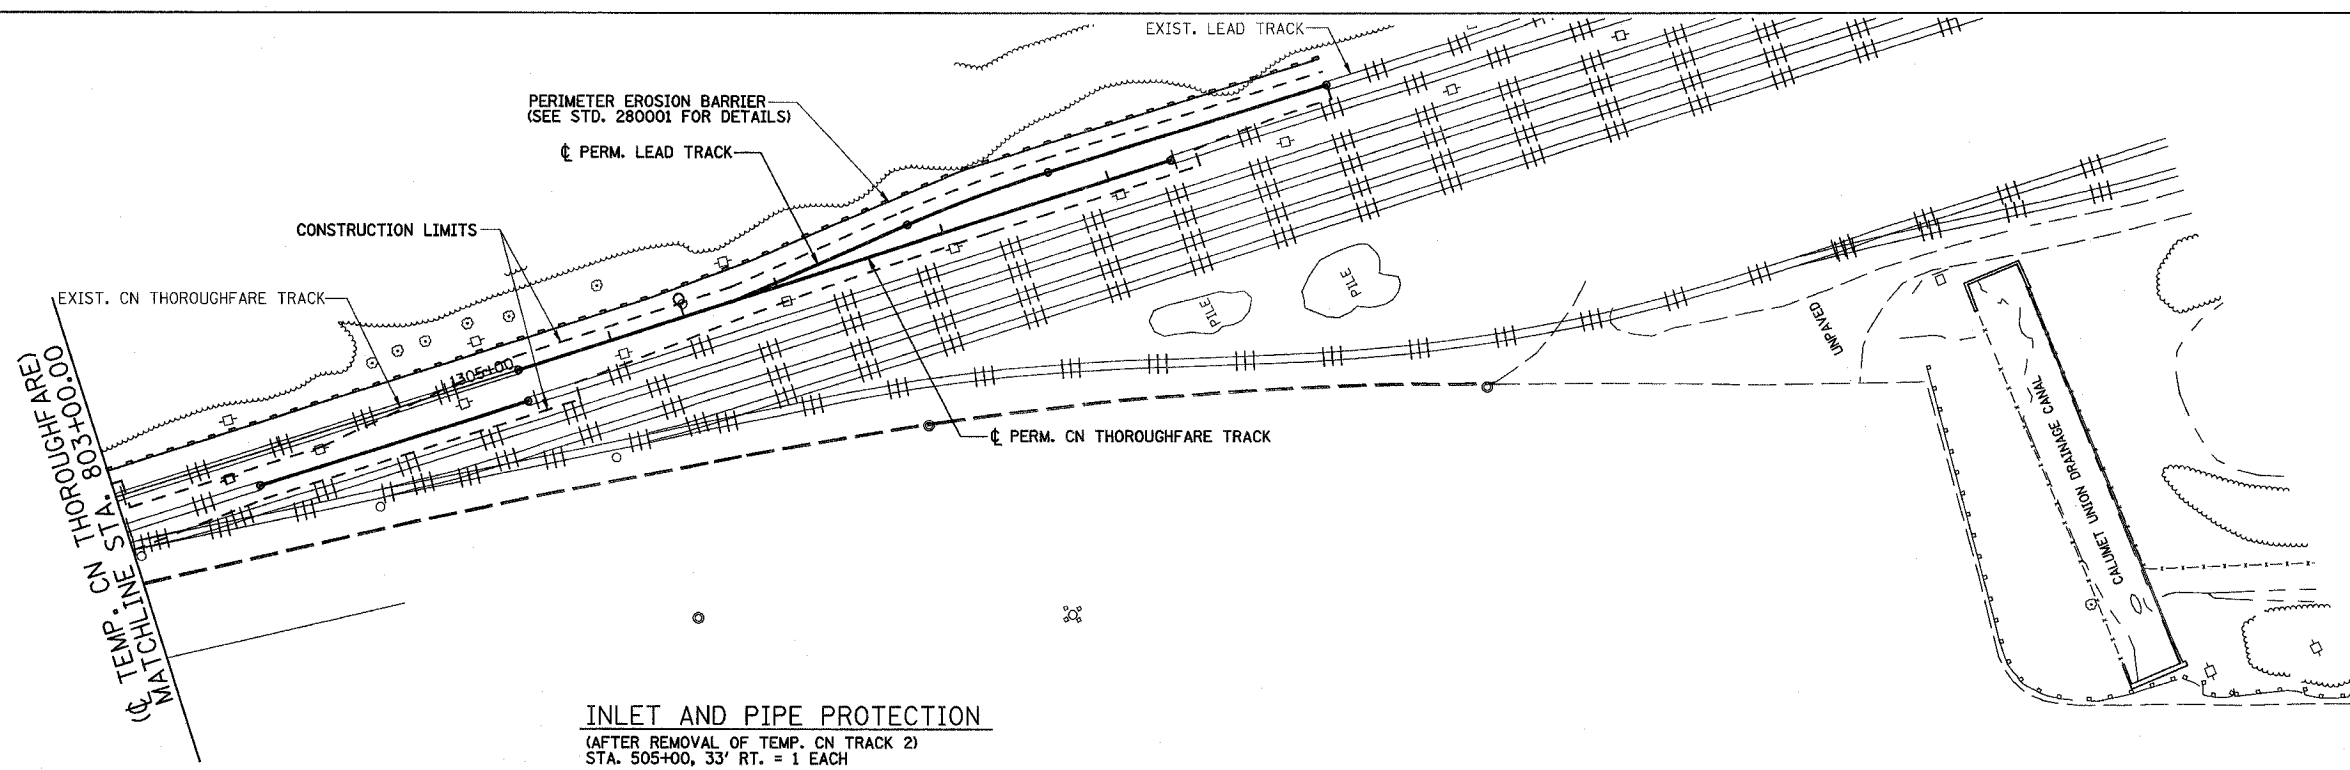 EXIST. LEAD TRACK
PERIMETER EROSION BARRIER
(SEE STD. 280001 FOR DETAILS)
℄ PERM. LEAD TRACK
CONSTRUCTION LIMITS
EXIST. CN THOROUGHFARE TRACK
1305+00
PILE
PILE
UNPAVED
CALUMET UNION DRAINAGE CANAL
℄ PERM. CN THOROUGHFARE TRACK
(℄ TEMP. CN THOROUGHFARE)
MATCHLINE STA. 803+00.00
INLET AND PIPE PROTECTION
(AFTER REMOVAL OF TEMP. CN TRACK 2)
STA. 505+00, 33' RT. = 1 EACH